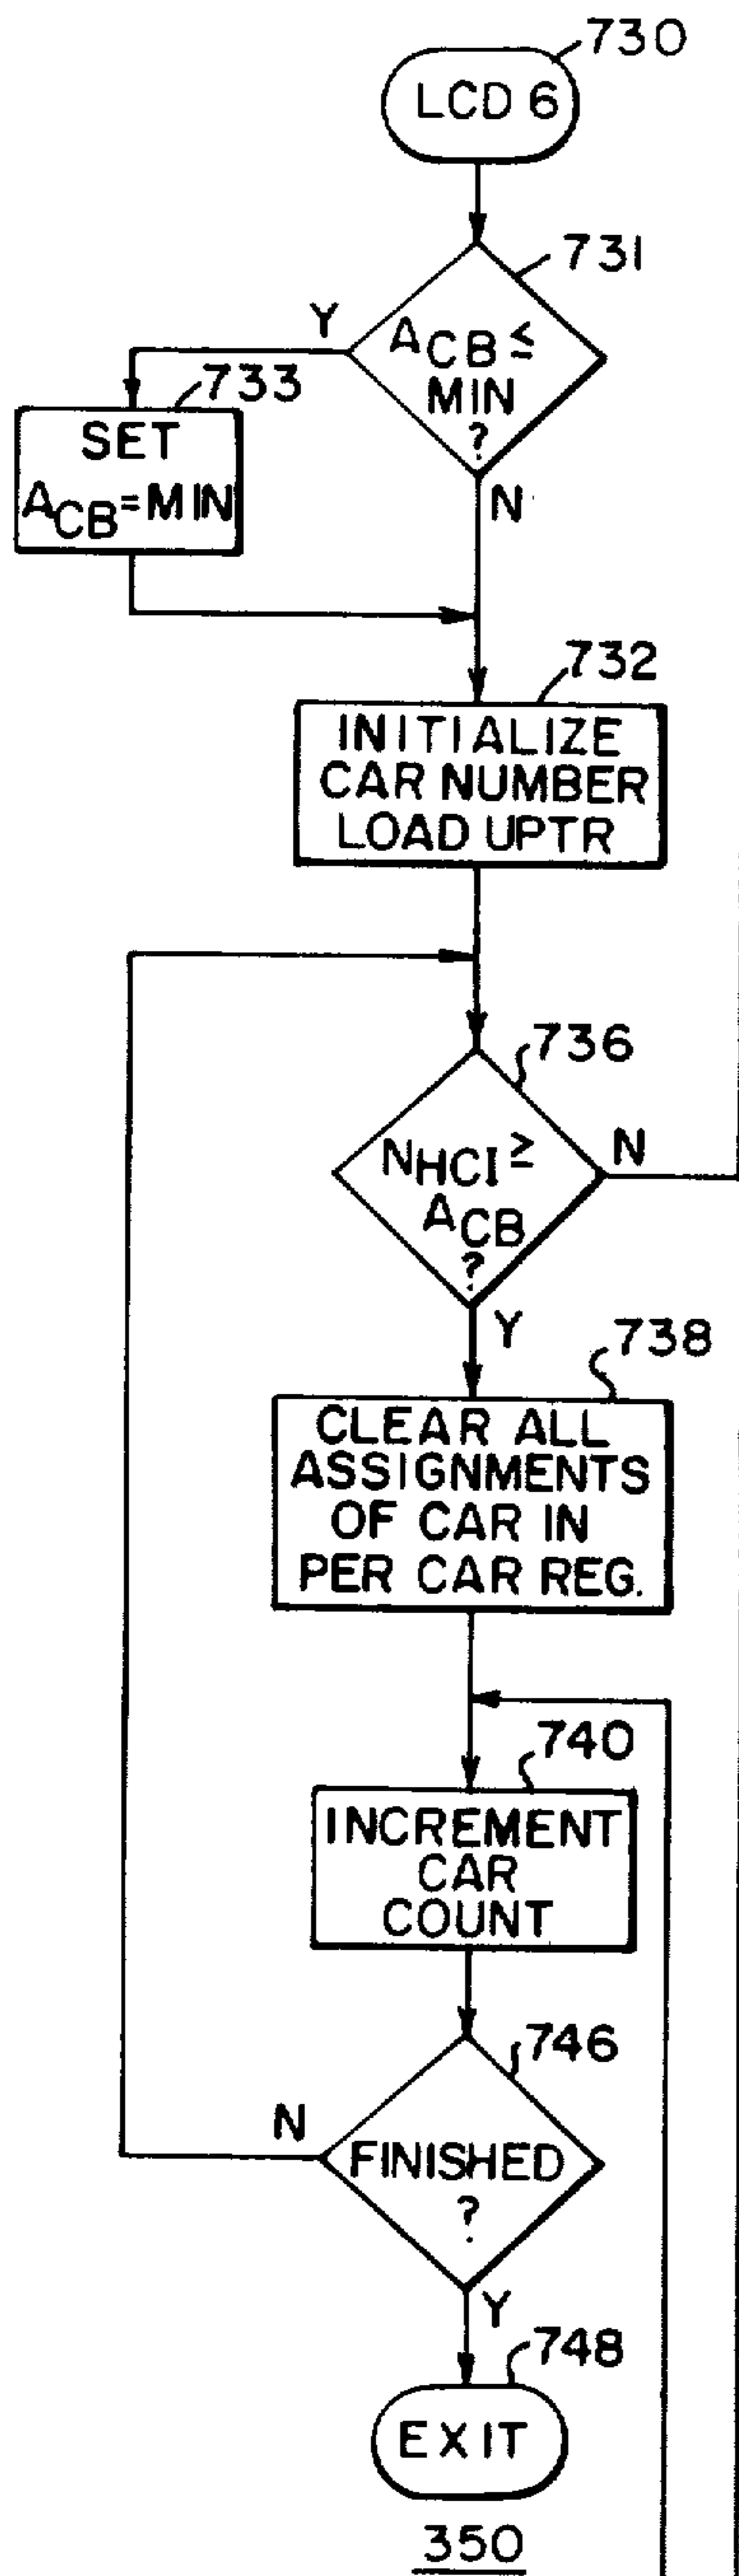 730
LCD 6
731
Y
A_CB ≤
MIN
?
N
733
SET
A_CB = MIN
732
INITIALIZE
CAR NUMBER
LOAD UPTR
736
N_HCI ≥
A_CB
?
N
Y
738
CLEAR ALL
ASSIGNMENTS
OF CAR IN
PER CAR REG.
740
INCREMENT
CAR
COUNT
746
N
FINISHED
?
Y
748
EXIT
350